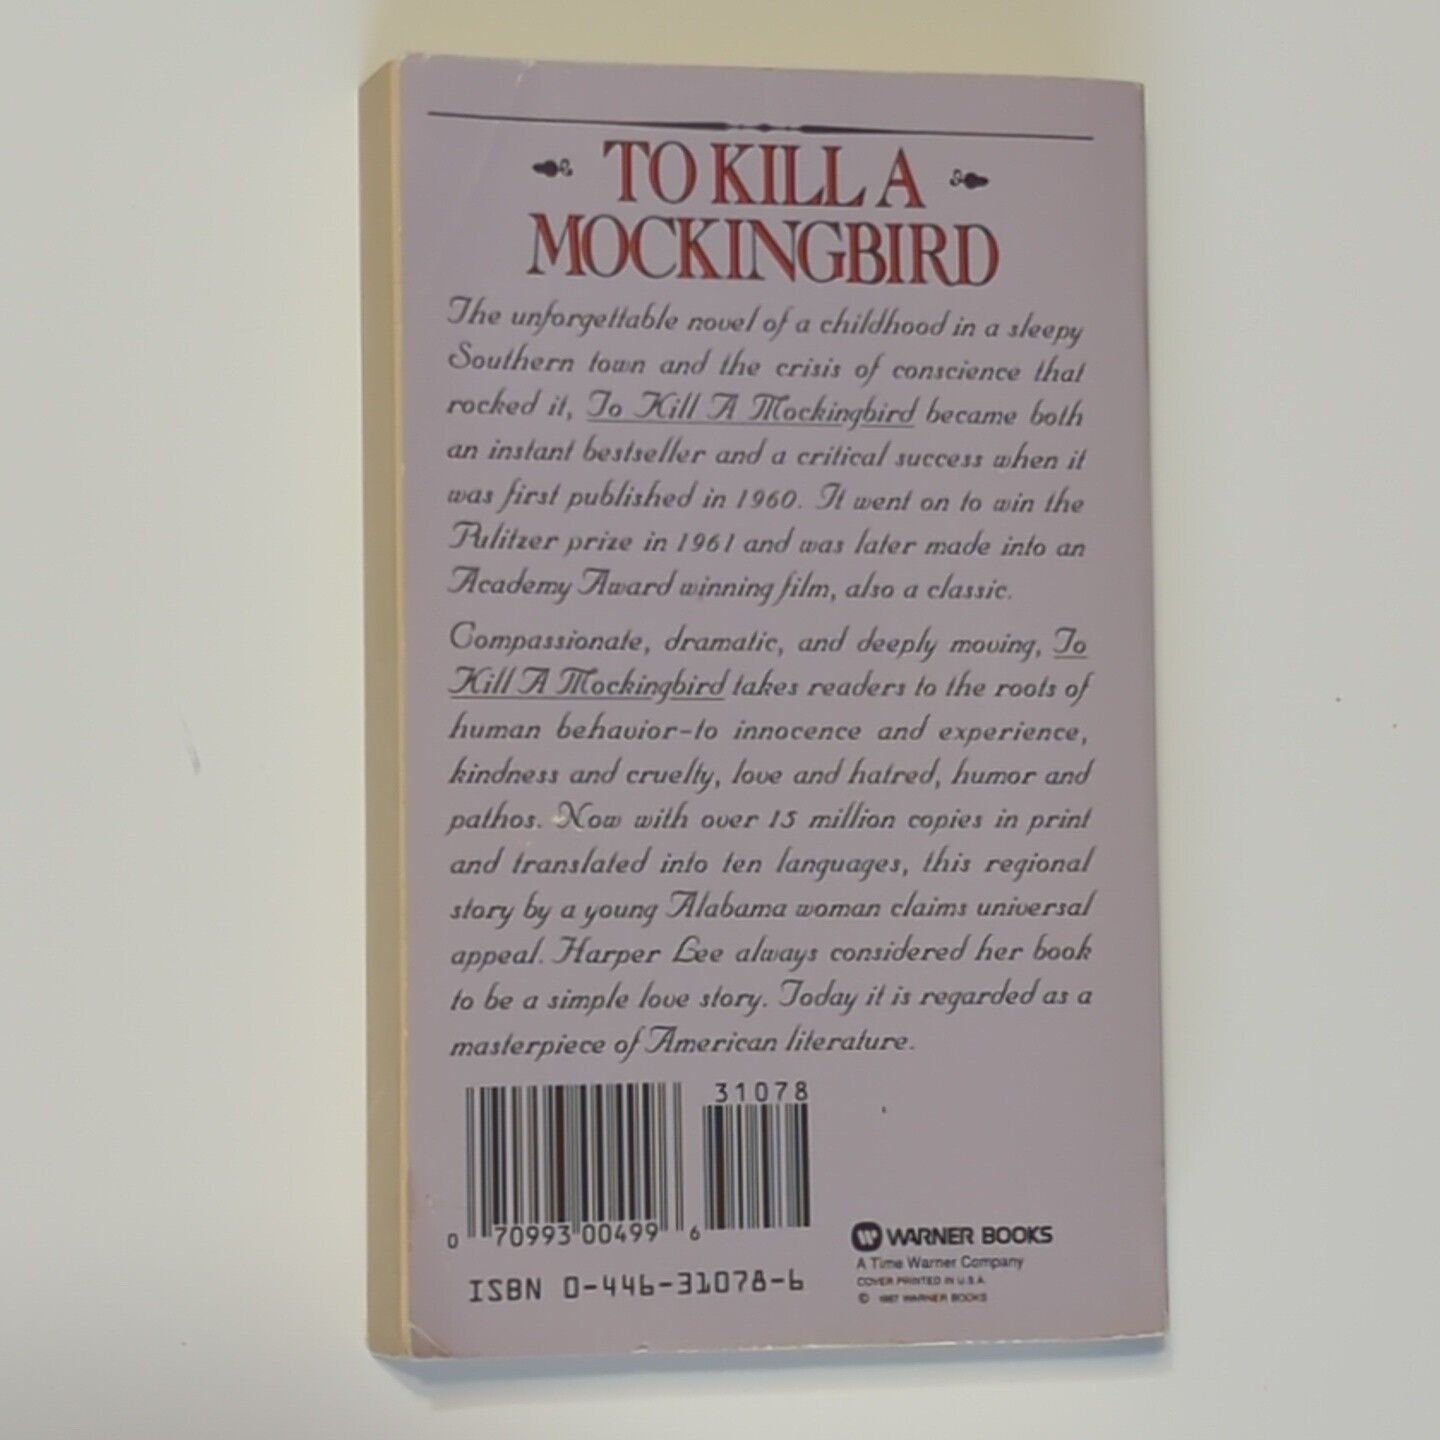 TO KILL A
MOCKINGBIRD
The unforgettable novel of a childhood in a sleepy
Southern town and the crisis of conscience that
rocked it, To Kill A Mockingbird became both
an instant bestseller and a critical success when it
was first published in 1960. It went on to win the
Pulitzer prize in 1961 and was later made into an
Academy Award winning film, also a classic.
Compassionate, dramatic, and deeply moving, To
Kill A Mockingbird takes readers to the roots of
human behavior-to innocence and experience,
kindness and cruelty, love and hatred, humor and
pathos. Now with over 15 million copies in print
and translated into ten languages, this regional
story by a young Alabama woman claims universal
appeal. Harper Lee always considered her book
to be a simple love story. Today it is regarded as a
masterpiece of American literature.
31078
0 70993 00499 6
ISBN 0-446-31078-6
W WARNER BOOKS
A Time Warner Company
COVER PRINTED IN U.S.A.
© 1987 WARNER BOOKS